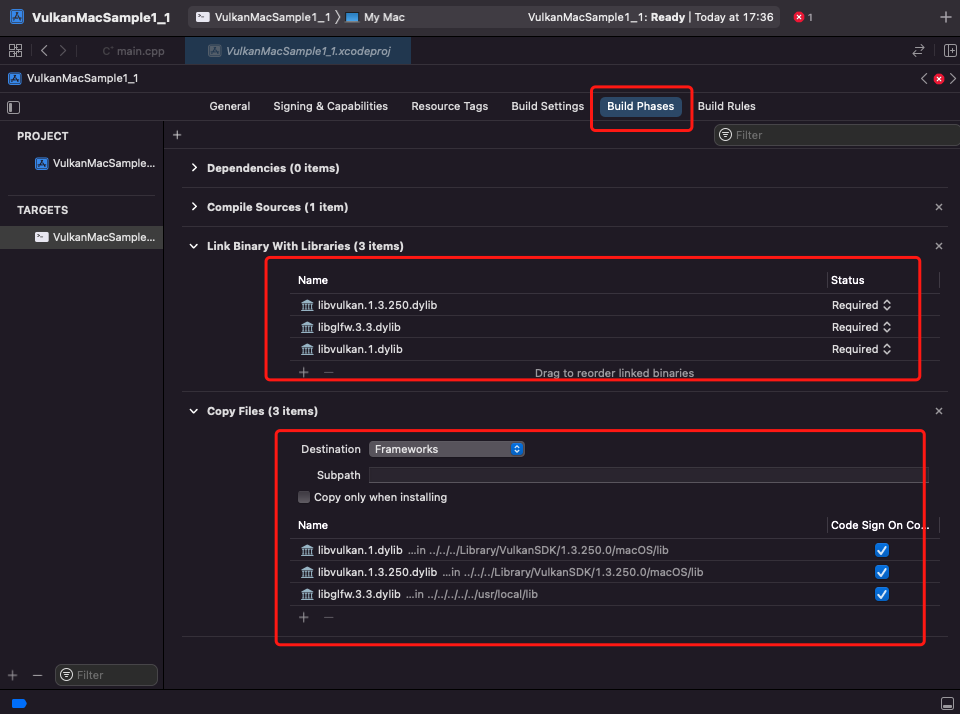 VulkanMacSample1_1
VulkanMacSample1_1 〉 My Mac
VulkanMacSample1_1: Ready | Today at 17:36
1
C⁺ main.cpp
VulkanMacSample1_1.xcodeproj
VulkanMacSample1_1
General Signing & Capabilities Resource Tags Build Settings Build Phases Build Rules
PROJECT
VulkanMacSample...
TARGETS
VulkanMacSample...
Filter
Dependencies (0 items)
Compile Sources (1 item)
Link Binary With Libraries (3 items)
Name Status
libvulkan.1.3.250.dylib Required
libglfw.3.3.dylib Required
libvulkan.1.dylib Required
Drag to reorder linked binaries
Copy Files (3 items)
Destination Frameworks
Subpath
Copy only when installing
Name Code Sign On Co...
libvulkan.1.dylib ...in ../../../Library/VulkanSDK/1.3.250.0/macOS/lib
libvulkan.1.3.250.dylib ...in ../../../Library/VulkanSDK/1.3.250.0/macOS/lib
libglfw.3.3.dylib ...in ../../../../../usr/local/lib
Filter